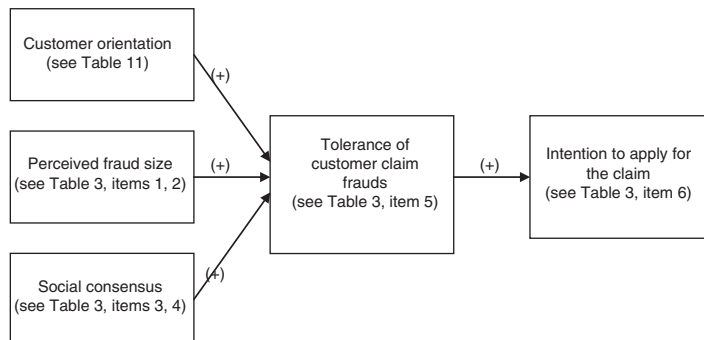 Customer orientation
(see Table 11)
(+)
Perceived fraud size
(see Table 3, items 1, 2)
(+)
Social consensus
(see Table 3, items 3, 4)
(+)
Tolerance of
customer claim
frauds
(see Table 3, item 5)
(+)
Intention to apply for
the claim
(see Table 3, item 6)